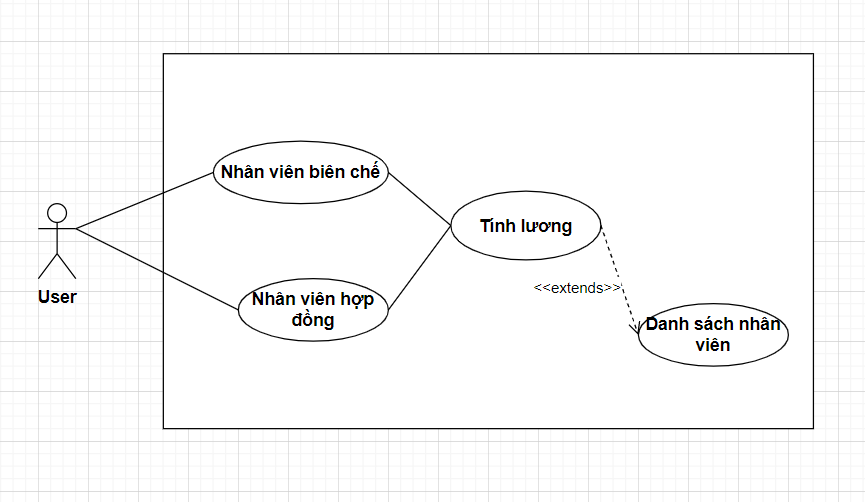 Nhân viên biên chế
Tính lương
User
<<extends>>
Nhân viên hợp
đồng
Danh sách nhân
viên